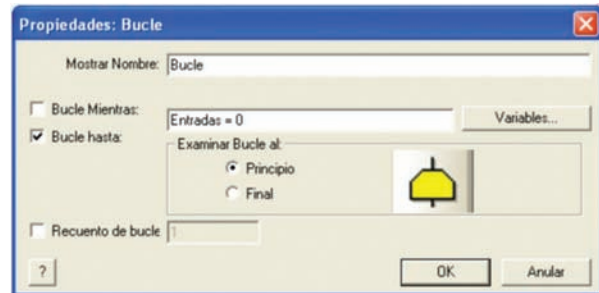 Propiedades: Bucle
Mostrar Nombre: Bucle
Bucle Mientras:
Entradas = 0
Variables...
Bucle hasta:
Examinar Bucle al:
Principio
Final
Recuento de bucle 1
?
OK
Anular